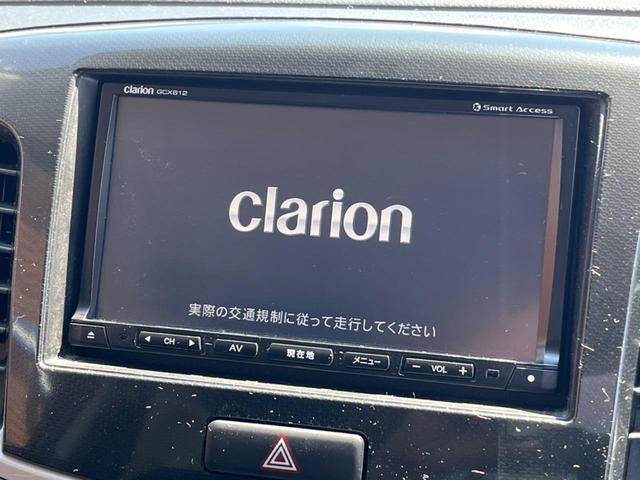 clarion GCX612
Smart Access
clarion
実際の交通規制に従って走行してください
CH
AV
現在地
メニュー
− VOL +